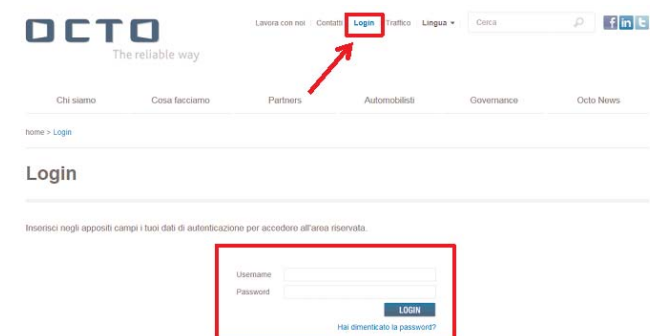 Lavora con noi Contatti Login Traffico Lingua Cerca
OCTO
The reliable way
Chi siamo Cosa facciamo Partners Automobilisti Governance Octo News
home > Login
Login
Inserisci negli appositi campi i tuoi dati di autenticazione per accedere all'area riservata.
Username
Password
LOGIN
Hai dimenticato la password?